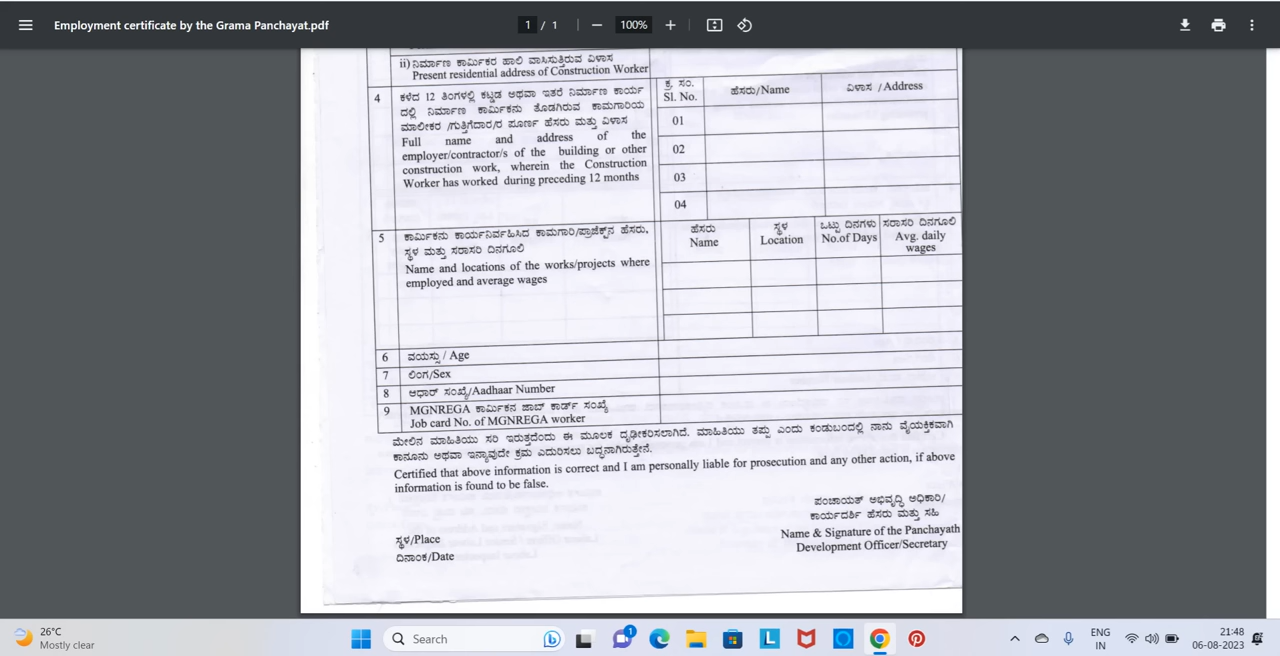 Employment certificate by the Grama Panchayat.pdf
1 / 1
100%
ii) ನಿರ್ಮಾಣ ಕಾರ್ಮಿಕರ ಹಾಲಿ ವಾಸಿಸುತ್ತಿರುವ ವಿಳಾಸ
Present residential address of Construction Worker
4
ಕಳೆದ 12 ತಿಂಗಳಲ್ಲಿ ಕಟ್ಟಡ ಅಥವಾ ಇತರೆ ನಿರ್ಮಾಣ ಕಾರ್ಯ
ದಲ್ಲಿ ನಿರ್ಮಾಣ ಕಾರ್ಮಿಕನು ತೊಡಗಿರುವ ಕಾಮಗಾರಿಯ
ಮಾಲೀಕರ /ಗುತ್ತಿಗೆದಾರ/ರ ಪೂರ್ಣ ಹೆಸರು ಮತ್ತು ವಿಳಾಸ
Full name and address of the
employer/contractor/s of the building or other
construction work, wherein the Construction
Worker has worked during preceding 12 months
ಕ್ರ. ಸಂ.
Sl. No.
ಹೆಸರು/Name
ವಿಳಾಸ /Address
01
02
03
04
5
ಕಾರ್ಮಿಕನು ಕಾರ್ಯನಿರ್ವಹಿಸಿದ ಕಾಮಗಾರಿ/ಪ್ರಾಜೆಕ್ಟ್‌ನ ಹೆಸರು,
ಸ್ಥಳ ಮತ್ತು ಸರಾಸರಿ ದಿನಗೂಲಿ
Name and locations of the works/projects where
employed and average wages
ಹೆಸರು
Name
ಸ್ಥಳ
Location
ಒಟ್ಟು ದಿನಗಳು
No.of Days
ಸರಾಸರಿ ದಿನಗೂಲಿ
Avg. daily
wages
6 ವಯಸ್ಸು / Age
7 ಲಿಂಗ/Sex
8 ಆಧಾರ್ ಸಂಖ್ಯೆ/Aadhaar Number
9 MGNREGA ಕಾರ್ಮಿಕನ ಜಾಬ್ ಕಾರ್ಡ್ ಸಂಖ್ಯೆ
Job card No. of MGNREGA worker
ಮೇಲಿನ ಮಾಹಿತಿಯು ಸರಿ ಇರುತ್ತದೆಂದು ಈ ಮೂಲಕ ದೃಢೀಕರಿಸಲಾಗಿದೆ. ಮಾಹಿತಿಯು ತಪ್ಪು ಎಂದು ಕಂಡುಬಂದಲ್ಲಿ ನಾನು ವೈಯಕ್ತಿಕವಾಗಿ
ಕಾನೂನು ಅಥವಾ ಇನ್ಯಾವುದೇ ಕ್ರಮ ಎದುರಿಸಲು ಬದ್ಧನಾಗಿರುತ್ತೇನೆ.
Certified that above information is correct and I am personally liable for prosecution and any other action, if above
information is found to be false.
ಪಂಚಾಯತ್ ಅಭಿವೃದ್ಧಿ ಅಧಿಕಾರಿ/
ಕಾರ್ಯದರ್ಶಿ ಹೆಸರು ಮತ್ತು ಸಹಿ
Name & Signature of the Panchayath
Development Officer/Secretary
ಸ್ಥಳ/Place
ದಿನಾಂಕ/Date
26°C
Mostly clear
Search
1
ENG
IN
21:48
06-08-2023